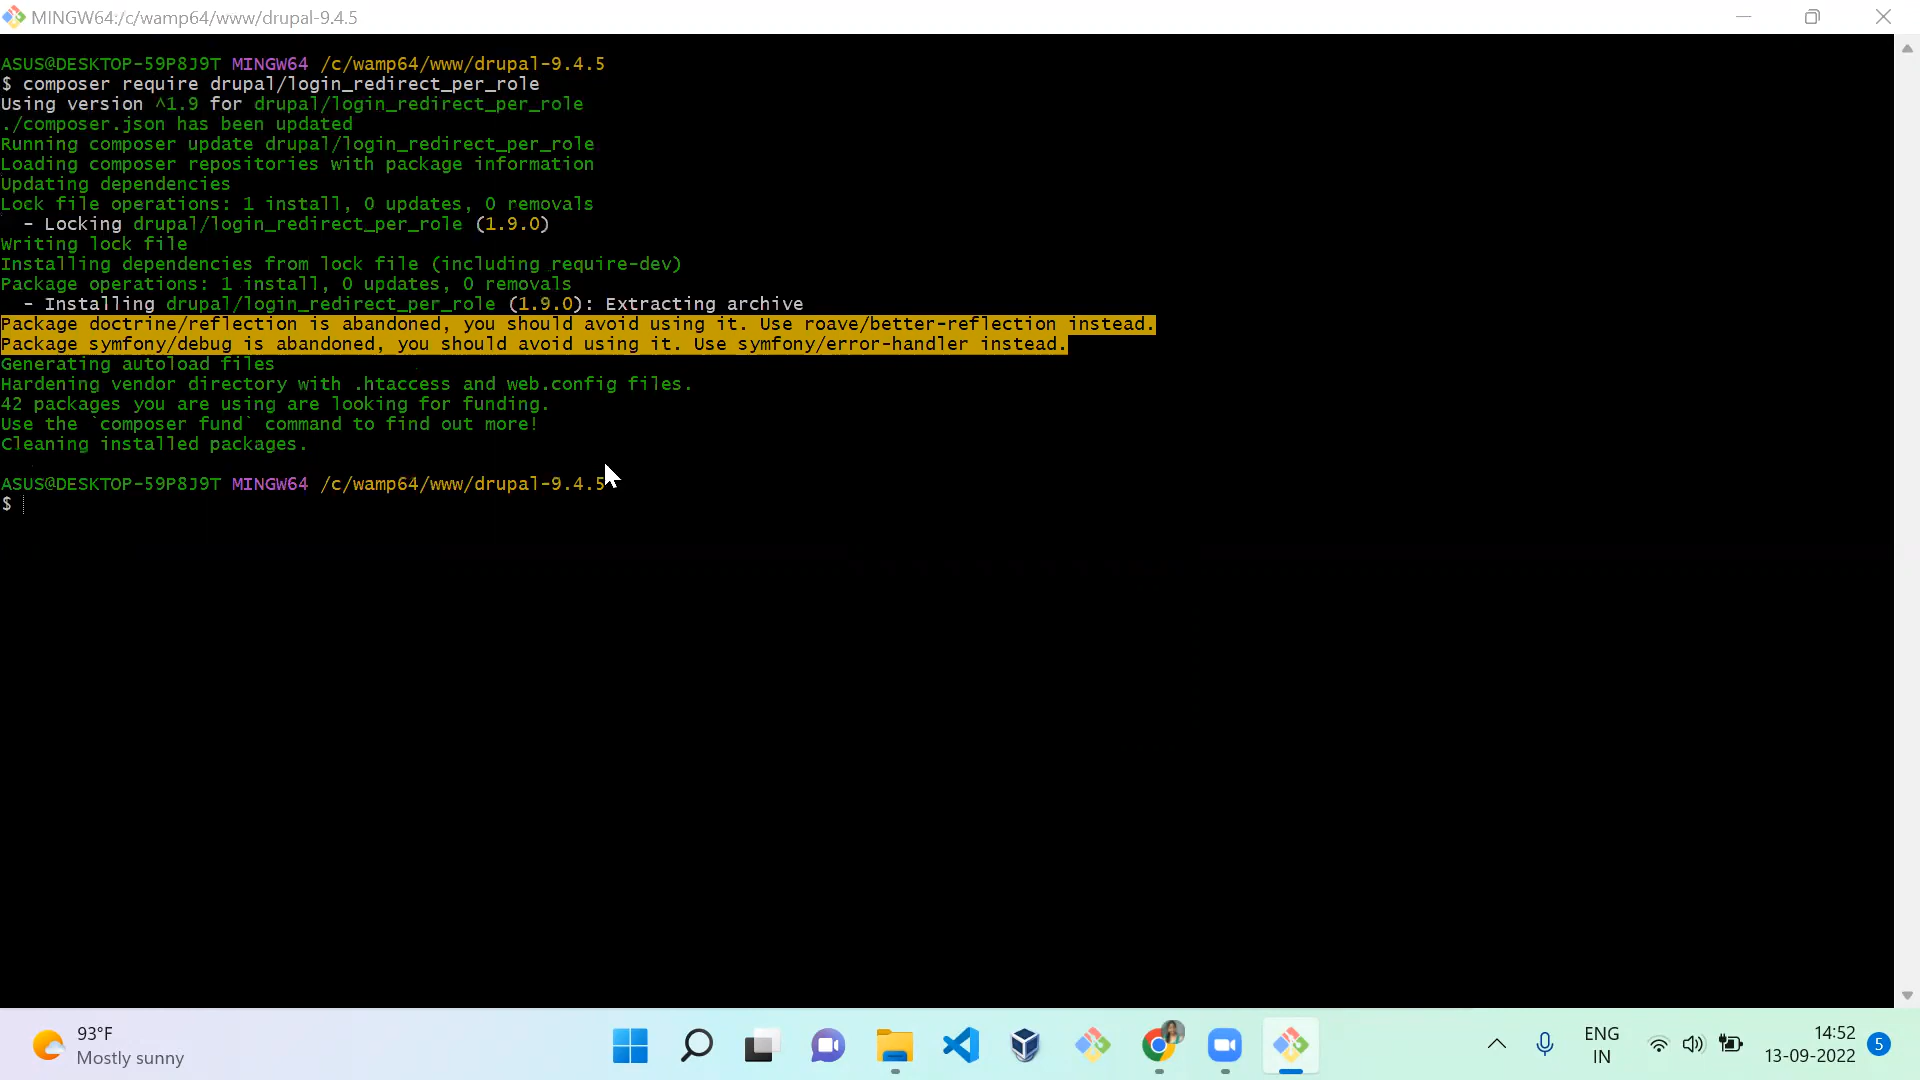 MINGW64:/c/wamp64/www/drupal-9.4.5
ASUS@DESKTOP-59P8J9T MINGW64 /c/wamp64/www/drupal-9.4.5
$ composer require drupal/login_redirect_per_role
Using version ^1.9 for drupal/login_redirect_per_role
./composer.json has been updated
Running composer update drupal/login_redirect_per_role
Loading composer repositories with package information
Updating dependencies
Lock file operations: 1 install, 0 updates, 0 removals
  - Locking drupal/login_redirect_per_role (1.9.0)
Writing lock file
Installing dependencies from lock file (including require-dev)
Package operations: 1 install, 0 updates, 0 removals
  - Installing drupal/login_redirect_per_role (1.9.0): Extracting archive
Package doctrine/reflection is abandoned, you should avoid using it. Use roave/better-reflection instead.
Package symfony/debug is abandoned, you should avoid using it. Use symfony/error-handler instead.
Generating autoload files
Hardening vendor directory with .htaccess and web.config files.
42 packages you are using are looking for funding.
Use the `composer fund` command to find out more!
Cleaning installed packages.
ASUS@DESKTOP-59P8J9T MINGW64 /c/wamp64/www/drupal-9.4.5
$
93°F
Mostly sunny
ENG
IN
14:52
13-09-2022
5